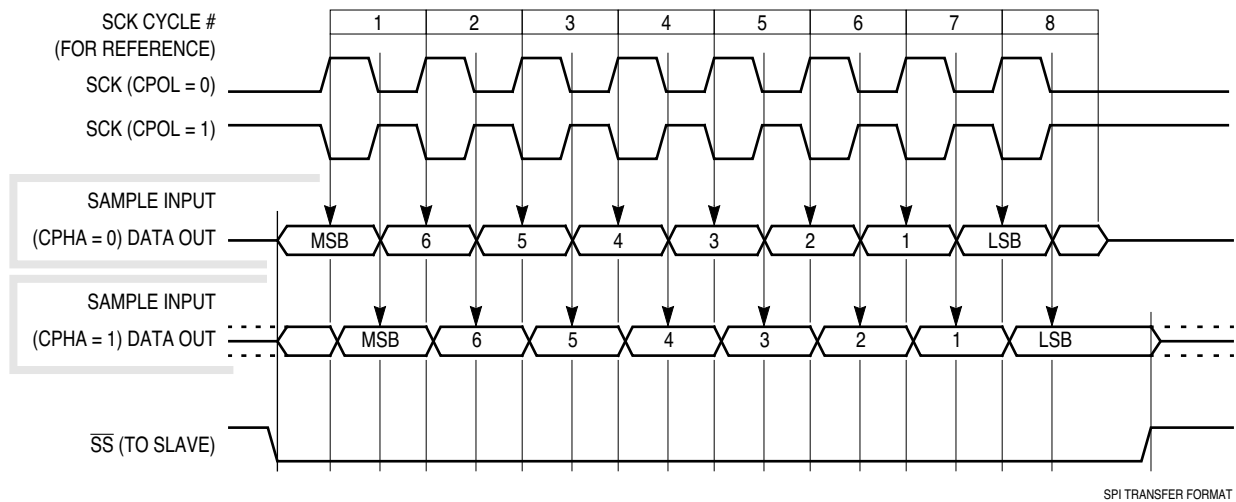 SCK CYCLE #
(FOR REFERENCE)
1 2 3 4 5 6 7 8
SCK (CPOL = 0)
SCK (CPOL = 1)
SAMPLE INPUT
(CPHA = 0) DATA OUT
MSB 6 5 4 3 2 1 LSB
SAMPLE INPUT
(CPHA = 1) DATA OUT
MSB 6 5 4 3 2 1 LSB
S̅S̅ (TO SLAVE)
SPI TRANSFER FORMAT